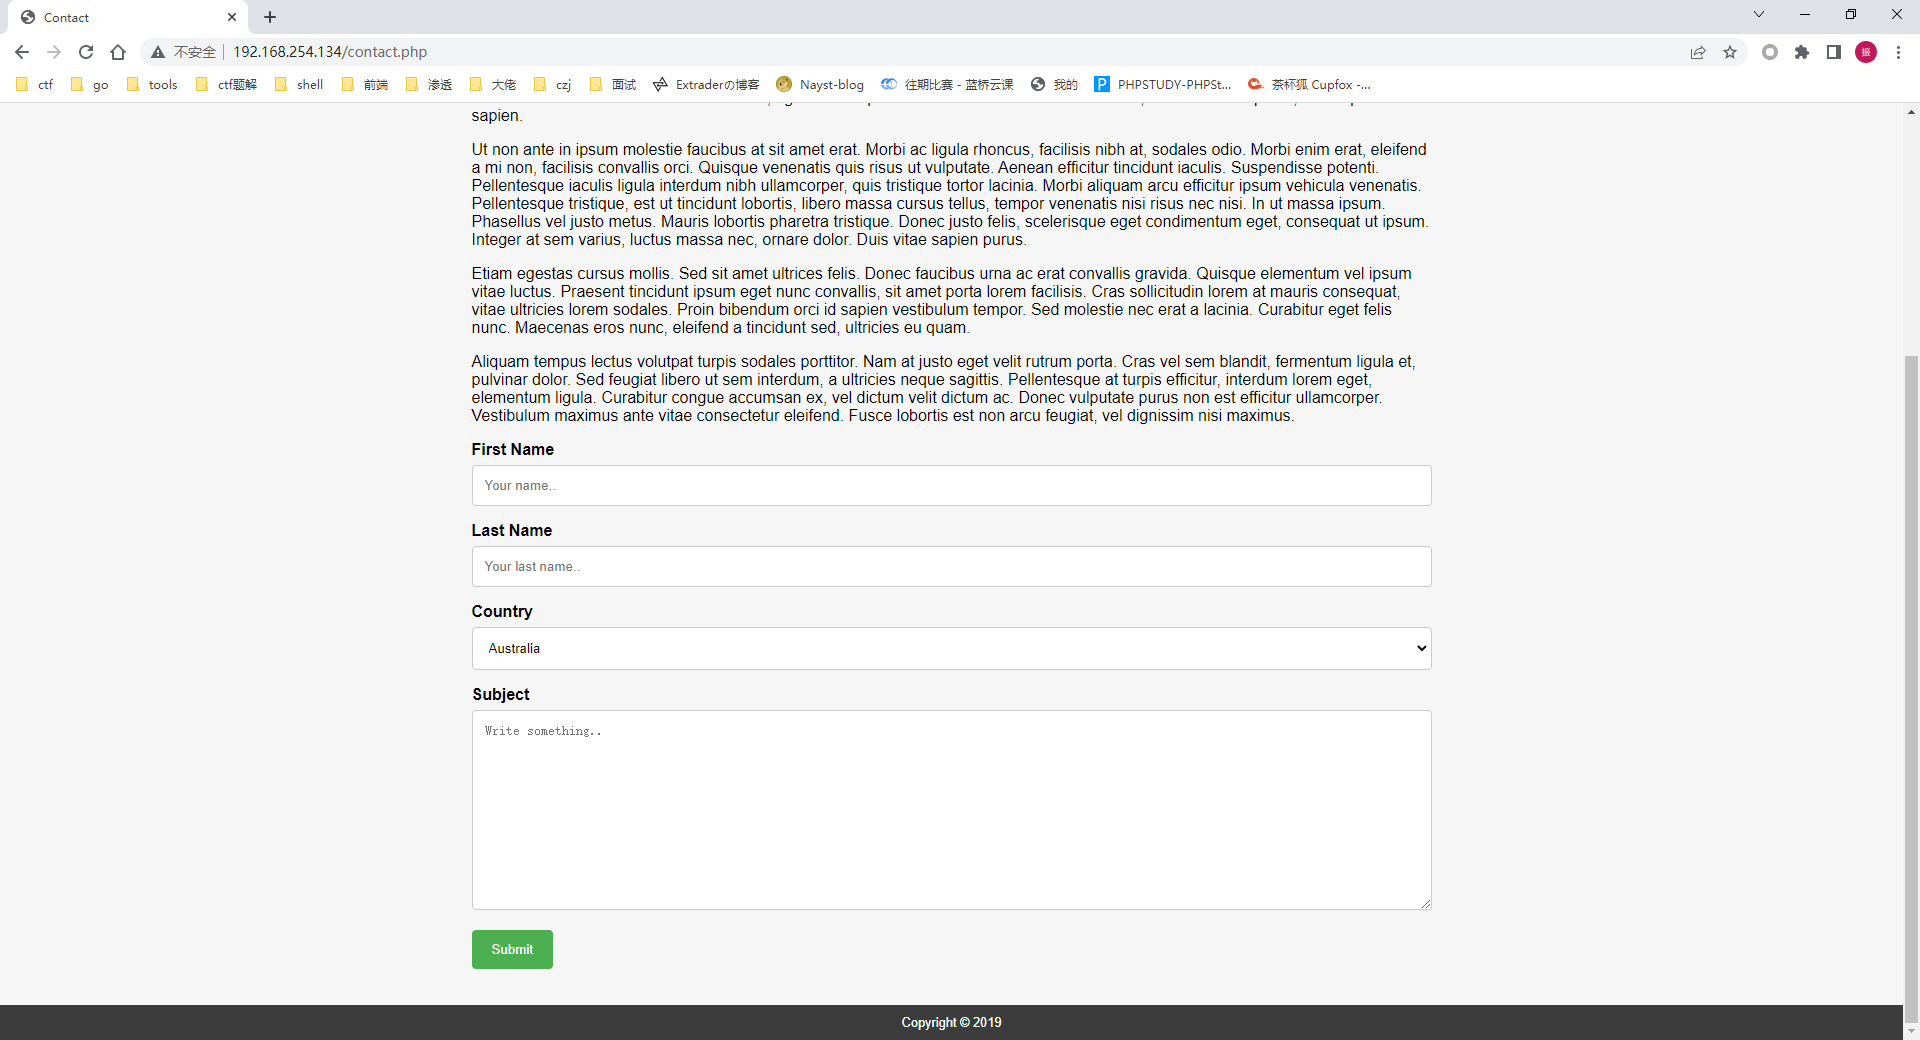 Contact
不安全
192.168.254.134/contact.php
振
ctf
go
tools
ctf题解
shell
前端
渗透
大佬
czj
面试
Extraderの博客
Nayst-blog
往期比赛 - 蓝桥云课
我的
PHPSTUDY-PHPSt...
茶杯狐 Cupfox -...
sapien.
Ut non ante in ipsum molestie faucibus at sit amet erat. Morbi ac ligula rhoncus, facilisis nibh at, sodales odio. Morbi enim erat, eleifend
a mi non, facilisis convallis orci. Quisque venenatis quis risus ut vulputate. Aenean efficitur tincidunt iaculis. Suspendisse potenti.
Pellentesque iaculis ligula interdum nibh ullamcorper, quis tristique tortor lacinia. Morbi aliquam arcu efficitur ipsum vehicula venenatis.
Pellentesque tristique, est ut tincidunt lobortis, libero massa cursus tellus, tempor venenatis nisi risus nec nisi. In ut massa ipsum.
Phasellus vel justo metus. Mauris lobortis pharetra tristique. Donec justo felis, scelerisque eget condimentum eget, consequat ut ipsum.
Integer at sem varius, luctus massa nec, ornare dolor. Duis vitae sapien purus.
Etiam egestas cursus mollis. Sed sit amet ultrices felis. Donec faucibus urna ac erat convallis gravida. Quisque elementum vel ipsum
vitae luctus. Praesent tincidunt ipsum eget nunc convallis, sit amet porta lorem facilisis. Cras sollicitudin lorem at mauris consequat,
vitae ultricies lorem sodales. Proin bibendum orci id sapien vestibulum tempor. Sed molestie nec erat a lacinia. Curabitur eget felis
nunc. Maecenas eros nunc, eleifend a tincidunt sed, ultricies eu quam.
Aliquam tempus lectus volutpat turpis sodales porttitor. Nam at justo eget velit rutrum porta. Cras vel sem blandit, fermentum ligula et,
pulvinar dolor. Sed feugiat libero ut sem interdum, a ultricies neque sagittis. Pellentesque at turpis efficitur, interdum lorem eget,
elementum ligula. Curabitur congue accumsan ex, vel dictum velit dictum ac. Donec vulputate purus non est efficitur ullamcorper.
Vestibulum maximus ante vitae consectetur eleifend. Fusce lobortis est non arcu feugiat, vel dignissim nisi maximus.
First Name
Your name..
Last Name
Your last name..
Country
Australia
Subject
Write something..
Submit
Copyright © 2019